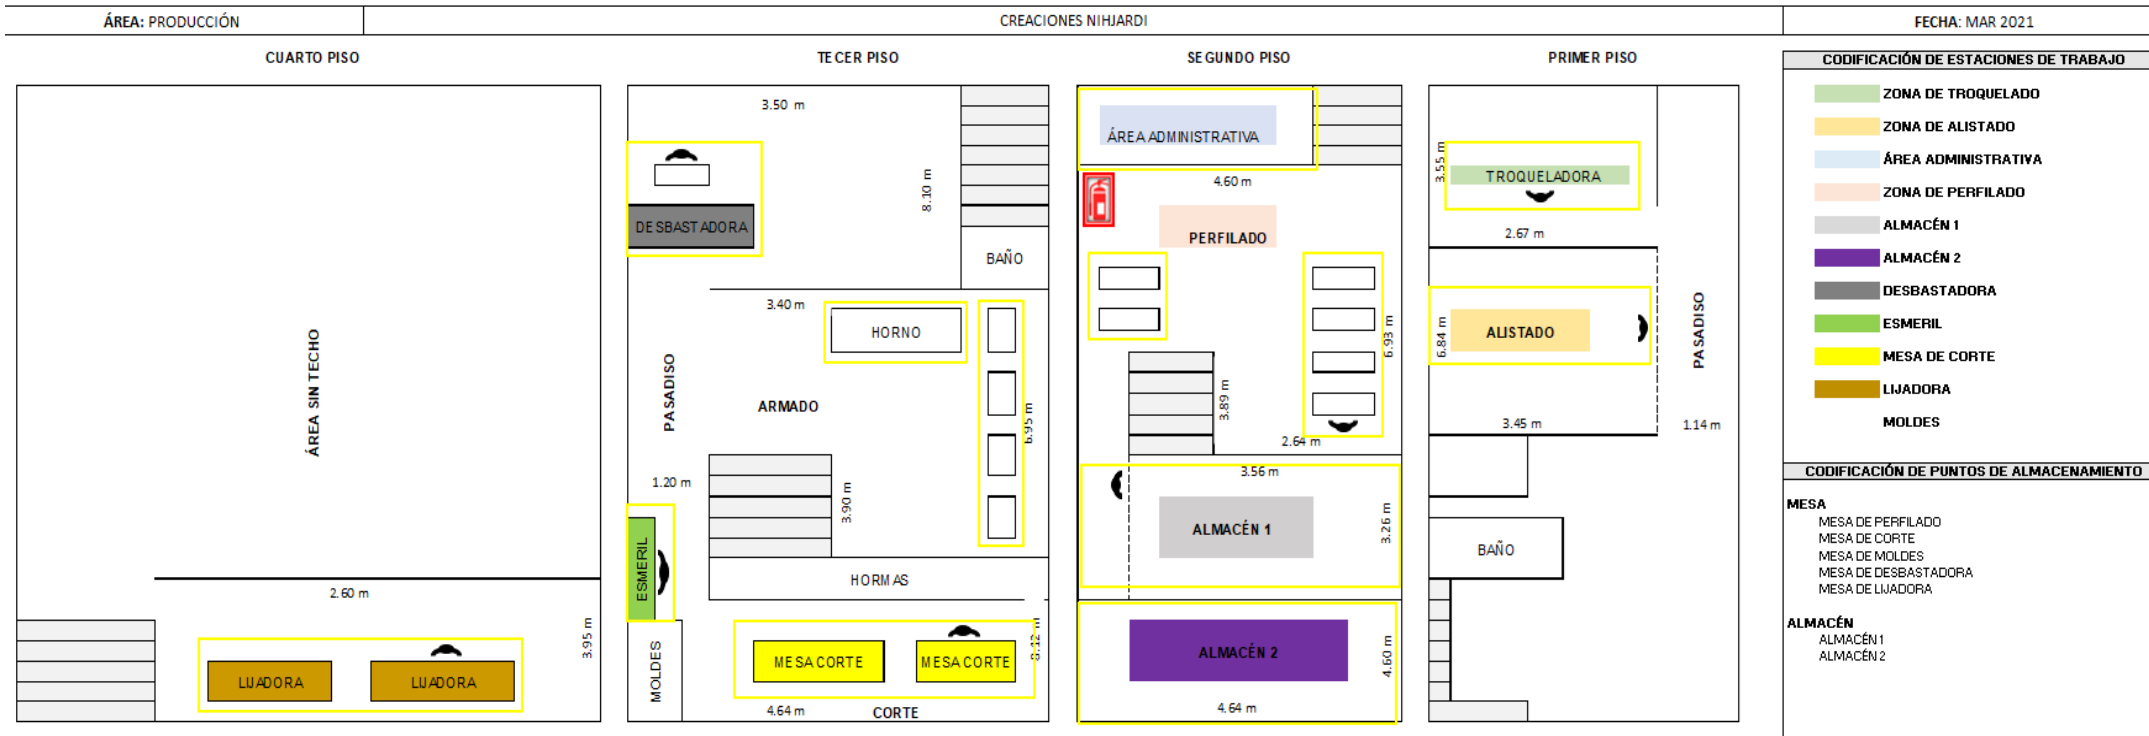 ÁREA: PRODUCCIÓN
CREACIONES NIHJARDI
FECHA: MAR 2021
CUARTO PISO
ÁREA SIN TECHO
2.60 m
3.95 m
LIJADORA
LIJADORA
TECER PISO
3.50 m
8.10 m
DESBASTADORA
BAÑO
3.40 m
HORNO
PASADISO
ARMADO
6.95 m
1.20 m
3.90 m
ESMERIL
HORMAS
MOLDES
MESA CORTE
MESA CORTE
8.12 m
4.64 m
CORTE
SEGUNDO PISO
ÁREA ADMINISTRATIVA
4.60 m
PERFILADO
6.93 m
3.89 m
2.64 m
3.56 m
ALMACÉN 1
3.26 m
ALMACÉN 2
4.60 m
4.64 m
PRIMER PISO
3.55 m
TROQUELADORA
2.67 m
6.84 m
ALISTADO
PASADISO
3.45 m
1.14 m
BAÑO
CODIFICACIÓN DE ESTACIONES DE TRABAJO
ZONA DE TROQUELADO
ZONA DE ALISTADO
ÁREA ADMINISTRATIVA
ZONA DE PERFILADO
ALMACÉN 1
ALMACÉN 2
DESBASTADORA
ESMERIL
MESA DE CORTE
LIJADORA
MOLDES
CODIFICACIÓN DE PUNTOS DE ALMACENAMIENTO
MESA
MESA DE PERFILADO
MESA DE CORTE
MESA DE MOLDES
MESA DE DESBASTADORA
MESA DE LIJADORA
ALMACÉN
ALMACÉN 1
ALMACÉN 2